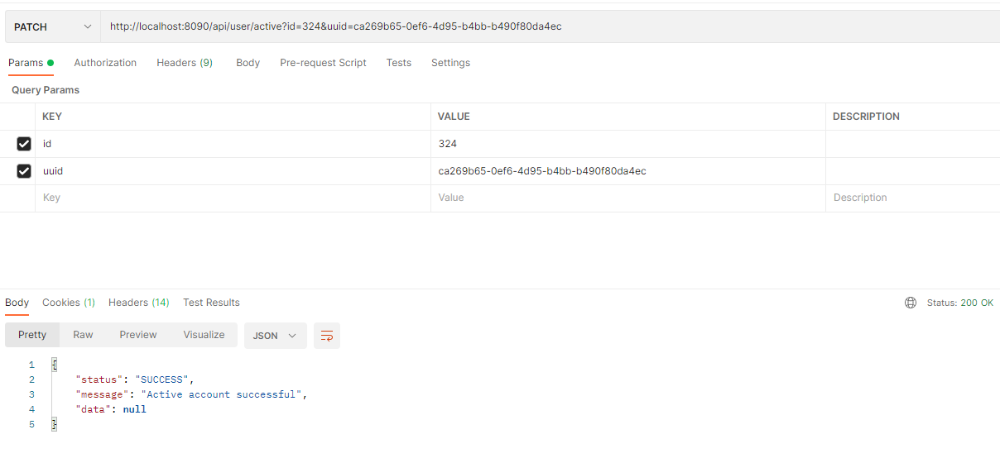 PATCH http://localhost:8090/api/user/active?id=324&uuid=ca269b65-0ef6-4d95-b4bb-b490f80da4ec
Params Authorization Headers (9) Body Pre-request Script Tests Settings
Query Params
KEY VALUE DESCRIPTION
id 324
uuid ca269b65-0ef6-4d95-b4bb-b490f80da4ec
Key Value Description
Body Cookies (1) Headers (14) Test Results Status: 200 OK
Pretty Raw Preview Visualize JSON
1 {
2 "status": "SUCCESS",
3 "message": "Active account successful",
4 "data": null
5 }